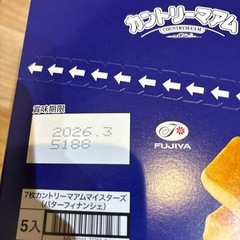 カントリーマアム
COUNTRY MA'AM
賞味期限
2026.3
5188
FUJIYA
7枚カントリーマアムマイスターズ
(バターフィナンシェ)
5入